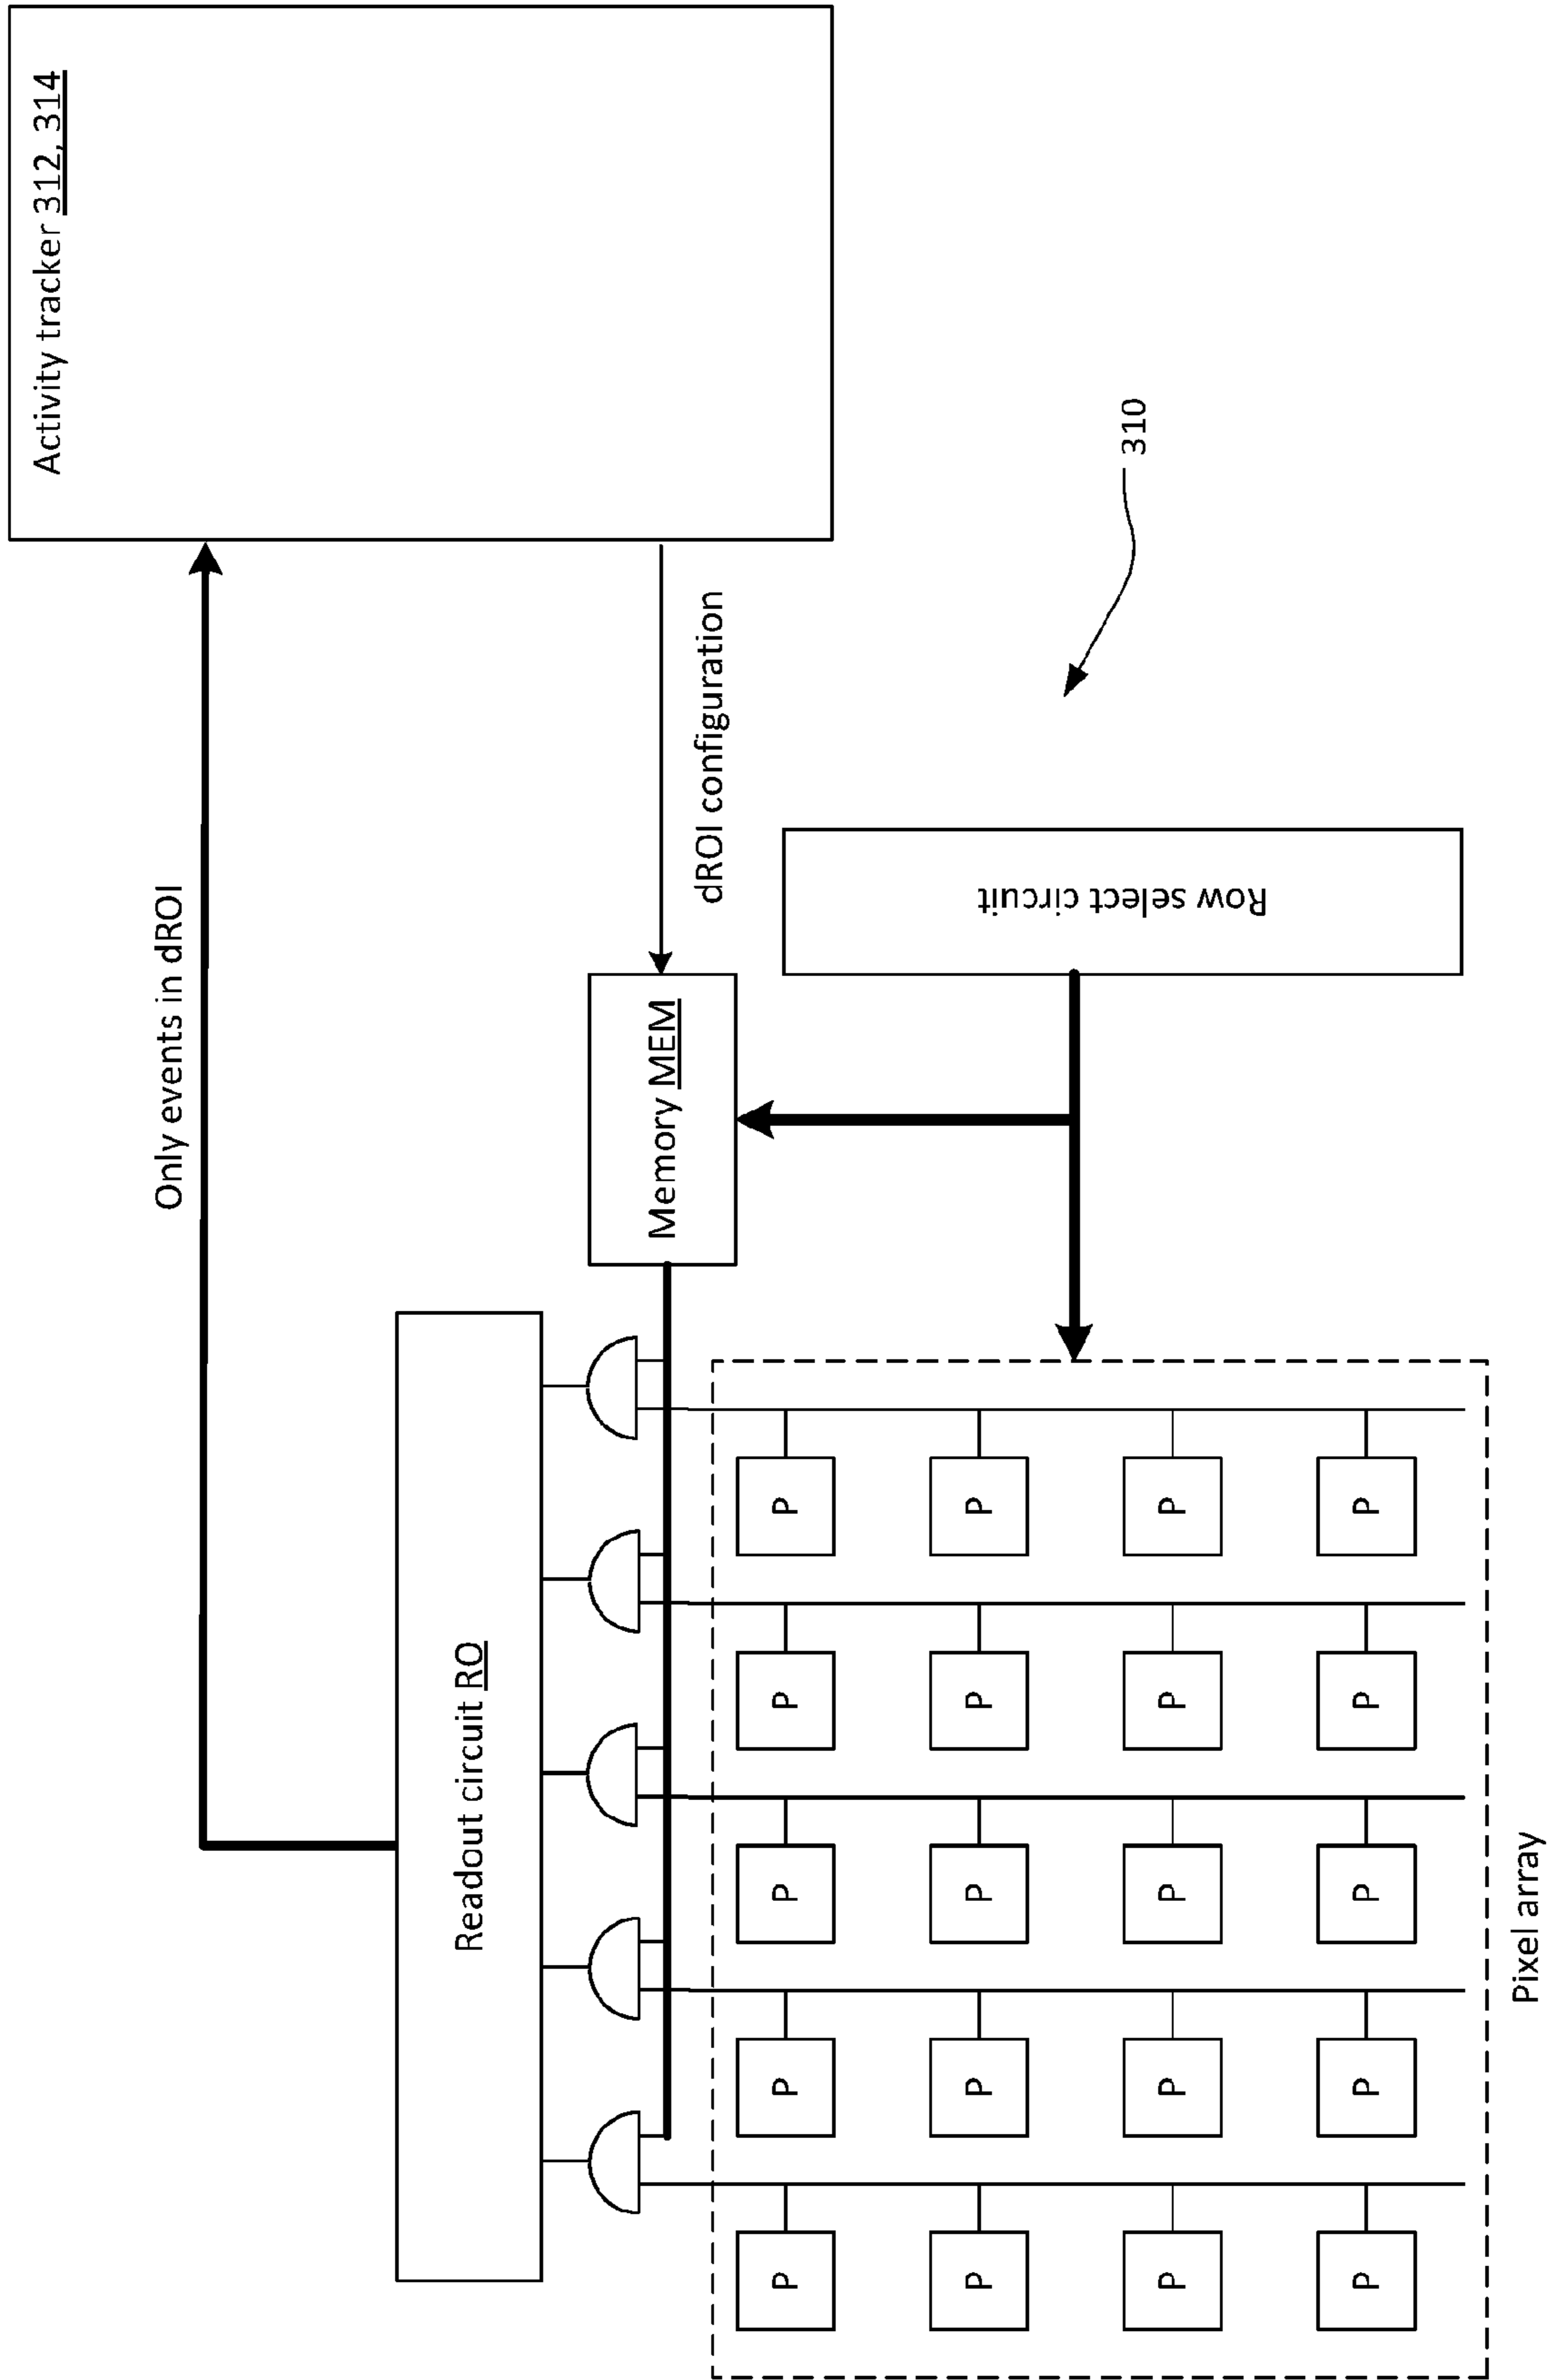 Activity tracker 312, 314
Only events in dROI
dROI configuration
Readout circuit RO
Memory MEM
Row select circuit
310
P P P P P
P P P P P
P P P P P
P P P P P
Pixel array